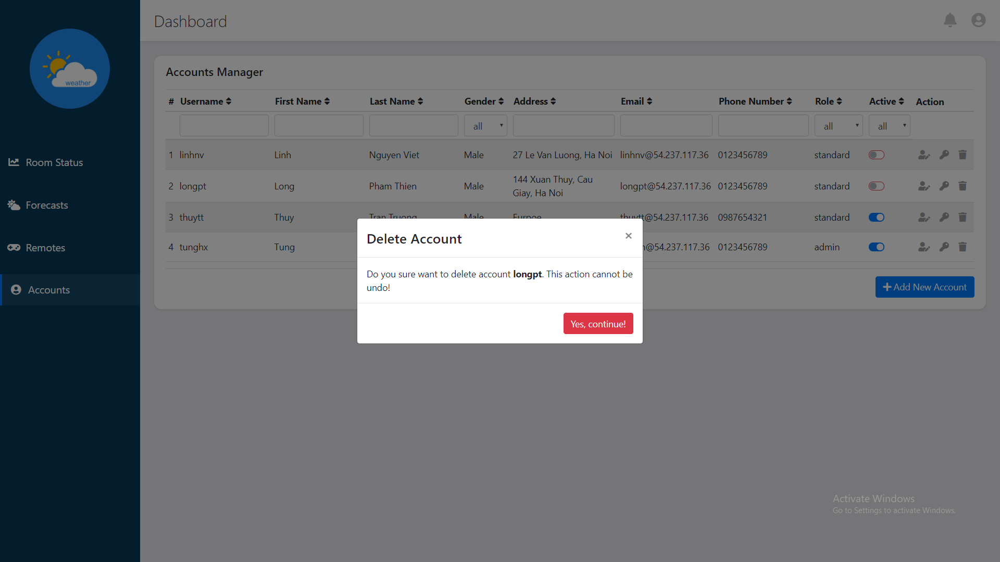 Dashboard
weather
Room Status
Forecasts
Remotes
Accounts
Accounts Manager
# Username First Name Last Name Gender Address Email Phone Number Role Active Action
all all all
1 linhnv Linh Nguyen Viet Male 27 Le Van Luong, Ha Noi linhnv@54.237.117.36 0123456789 standard
2 longpt Long Pham Thien Male 144 Xuan Thuy, Cau
Giay, Ha Noi longpt@54.237.117.36 0123456789 standard
3 thuytt Thuy Tran Truong Male Eurpoe thuytt@54.237.117.36 0987654321 standard
4 tunghx Tung @54.237.117.36 0123456789 admin
Delete Account ×
Do you sure want to delete account longpt. This action cannot be
undo!
Yes, continue!
Add New Account
Activate Windows
Go to Settings to activate Windows.